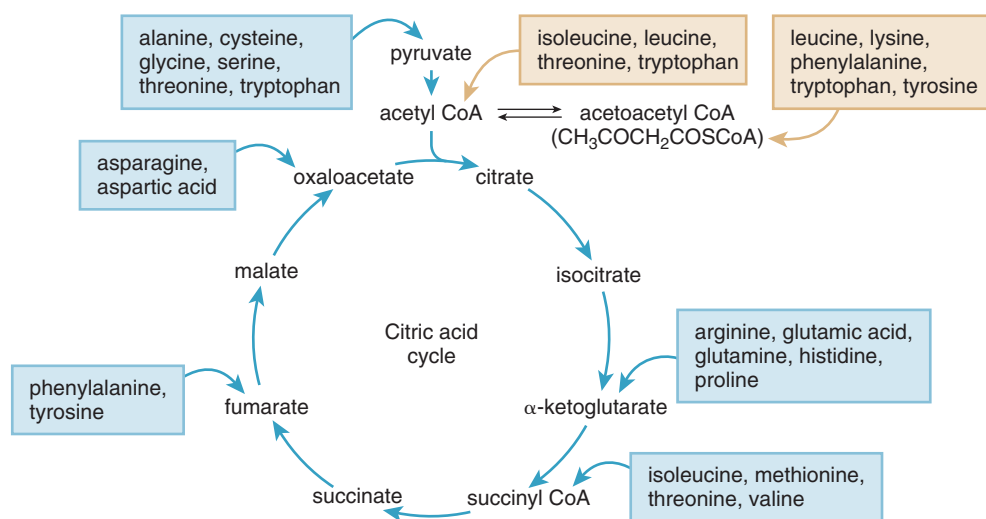 alanine, cysteine,
glycine, serine,
threonine, tryptophan
pyruvate
isoleucine, leucine,
threonine, tryptophan
leucine, lysine,
phenylalanine,
tryptophan, tyrosine
acetyl CoA
acetoacetyl CoA
(CH₃COCH₂COSCoA)
asparagine,
aspartic acid
oxaloacetate
citrate
malate
isocitrate
Citric acid
cycle
arginine, glutamic acid,
glutamine, histidine,
proline
phenylalanine,
tyrosine
fumarate
α-ketoglutarate
succinate
succinyl CoA
isoleucine, methionine,
threonine, valine